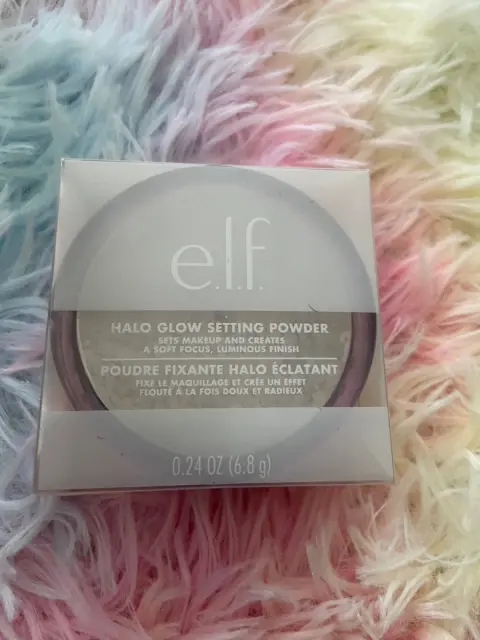 e.l.f.
HALO GLOW SETTING POWDER
SETS MAKEUP AND CREATES
A SOFT FOCUS, LUMINOUS FINISH
POUDRE FIXANTE HALO ÉCLATANT
FIXE LE MAQUILLAGE ET CRÉE UN EFFET
FLOUTÉ À LA FOIS DOUX ET RADIEUX
0.24 OZ (6.8 g)